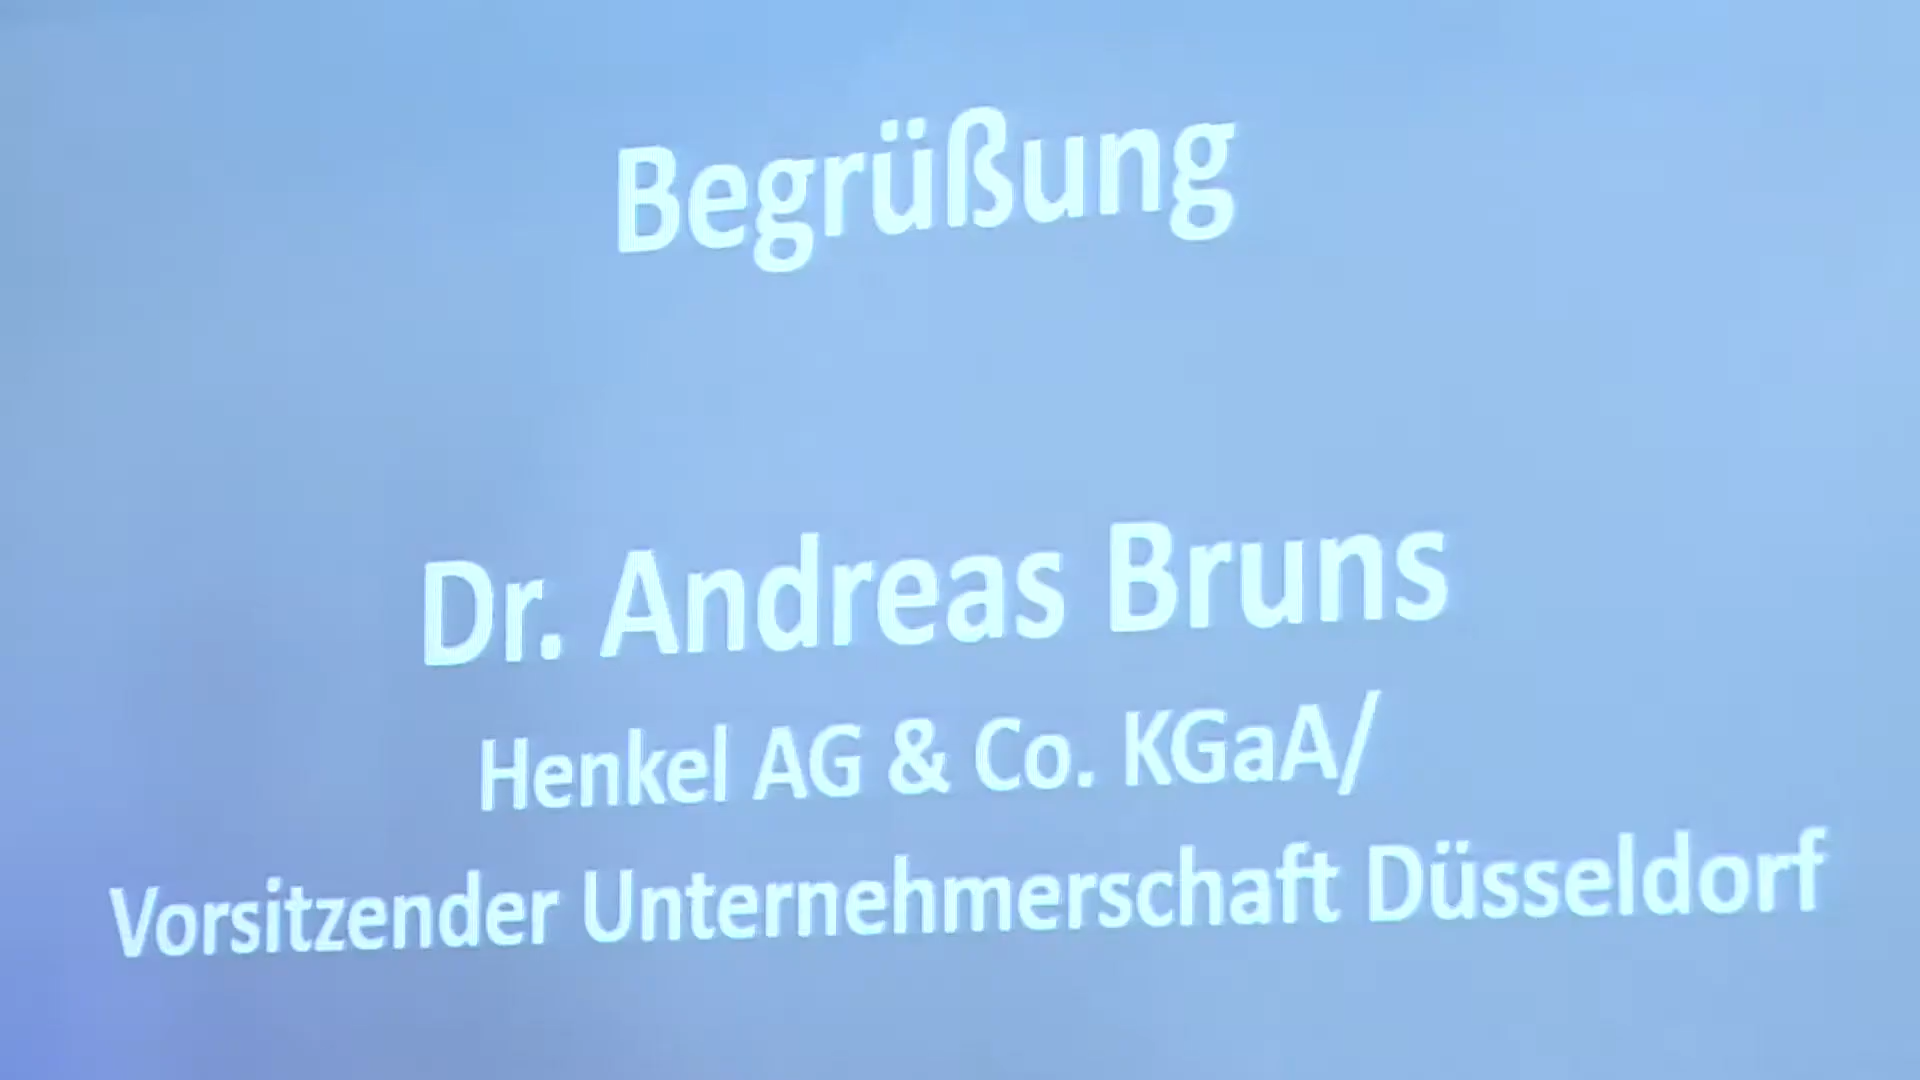 Begrüßung
Dr. Andreas Bruns
Henkel AG & Co. KGaA/
Vorsitzender Unternehmerschaft Düsseldorf